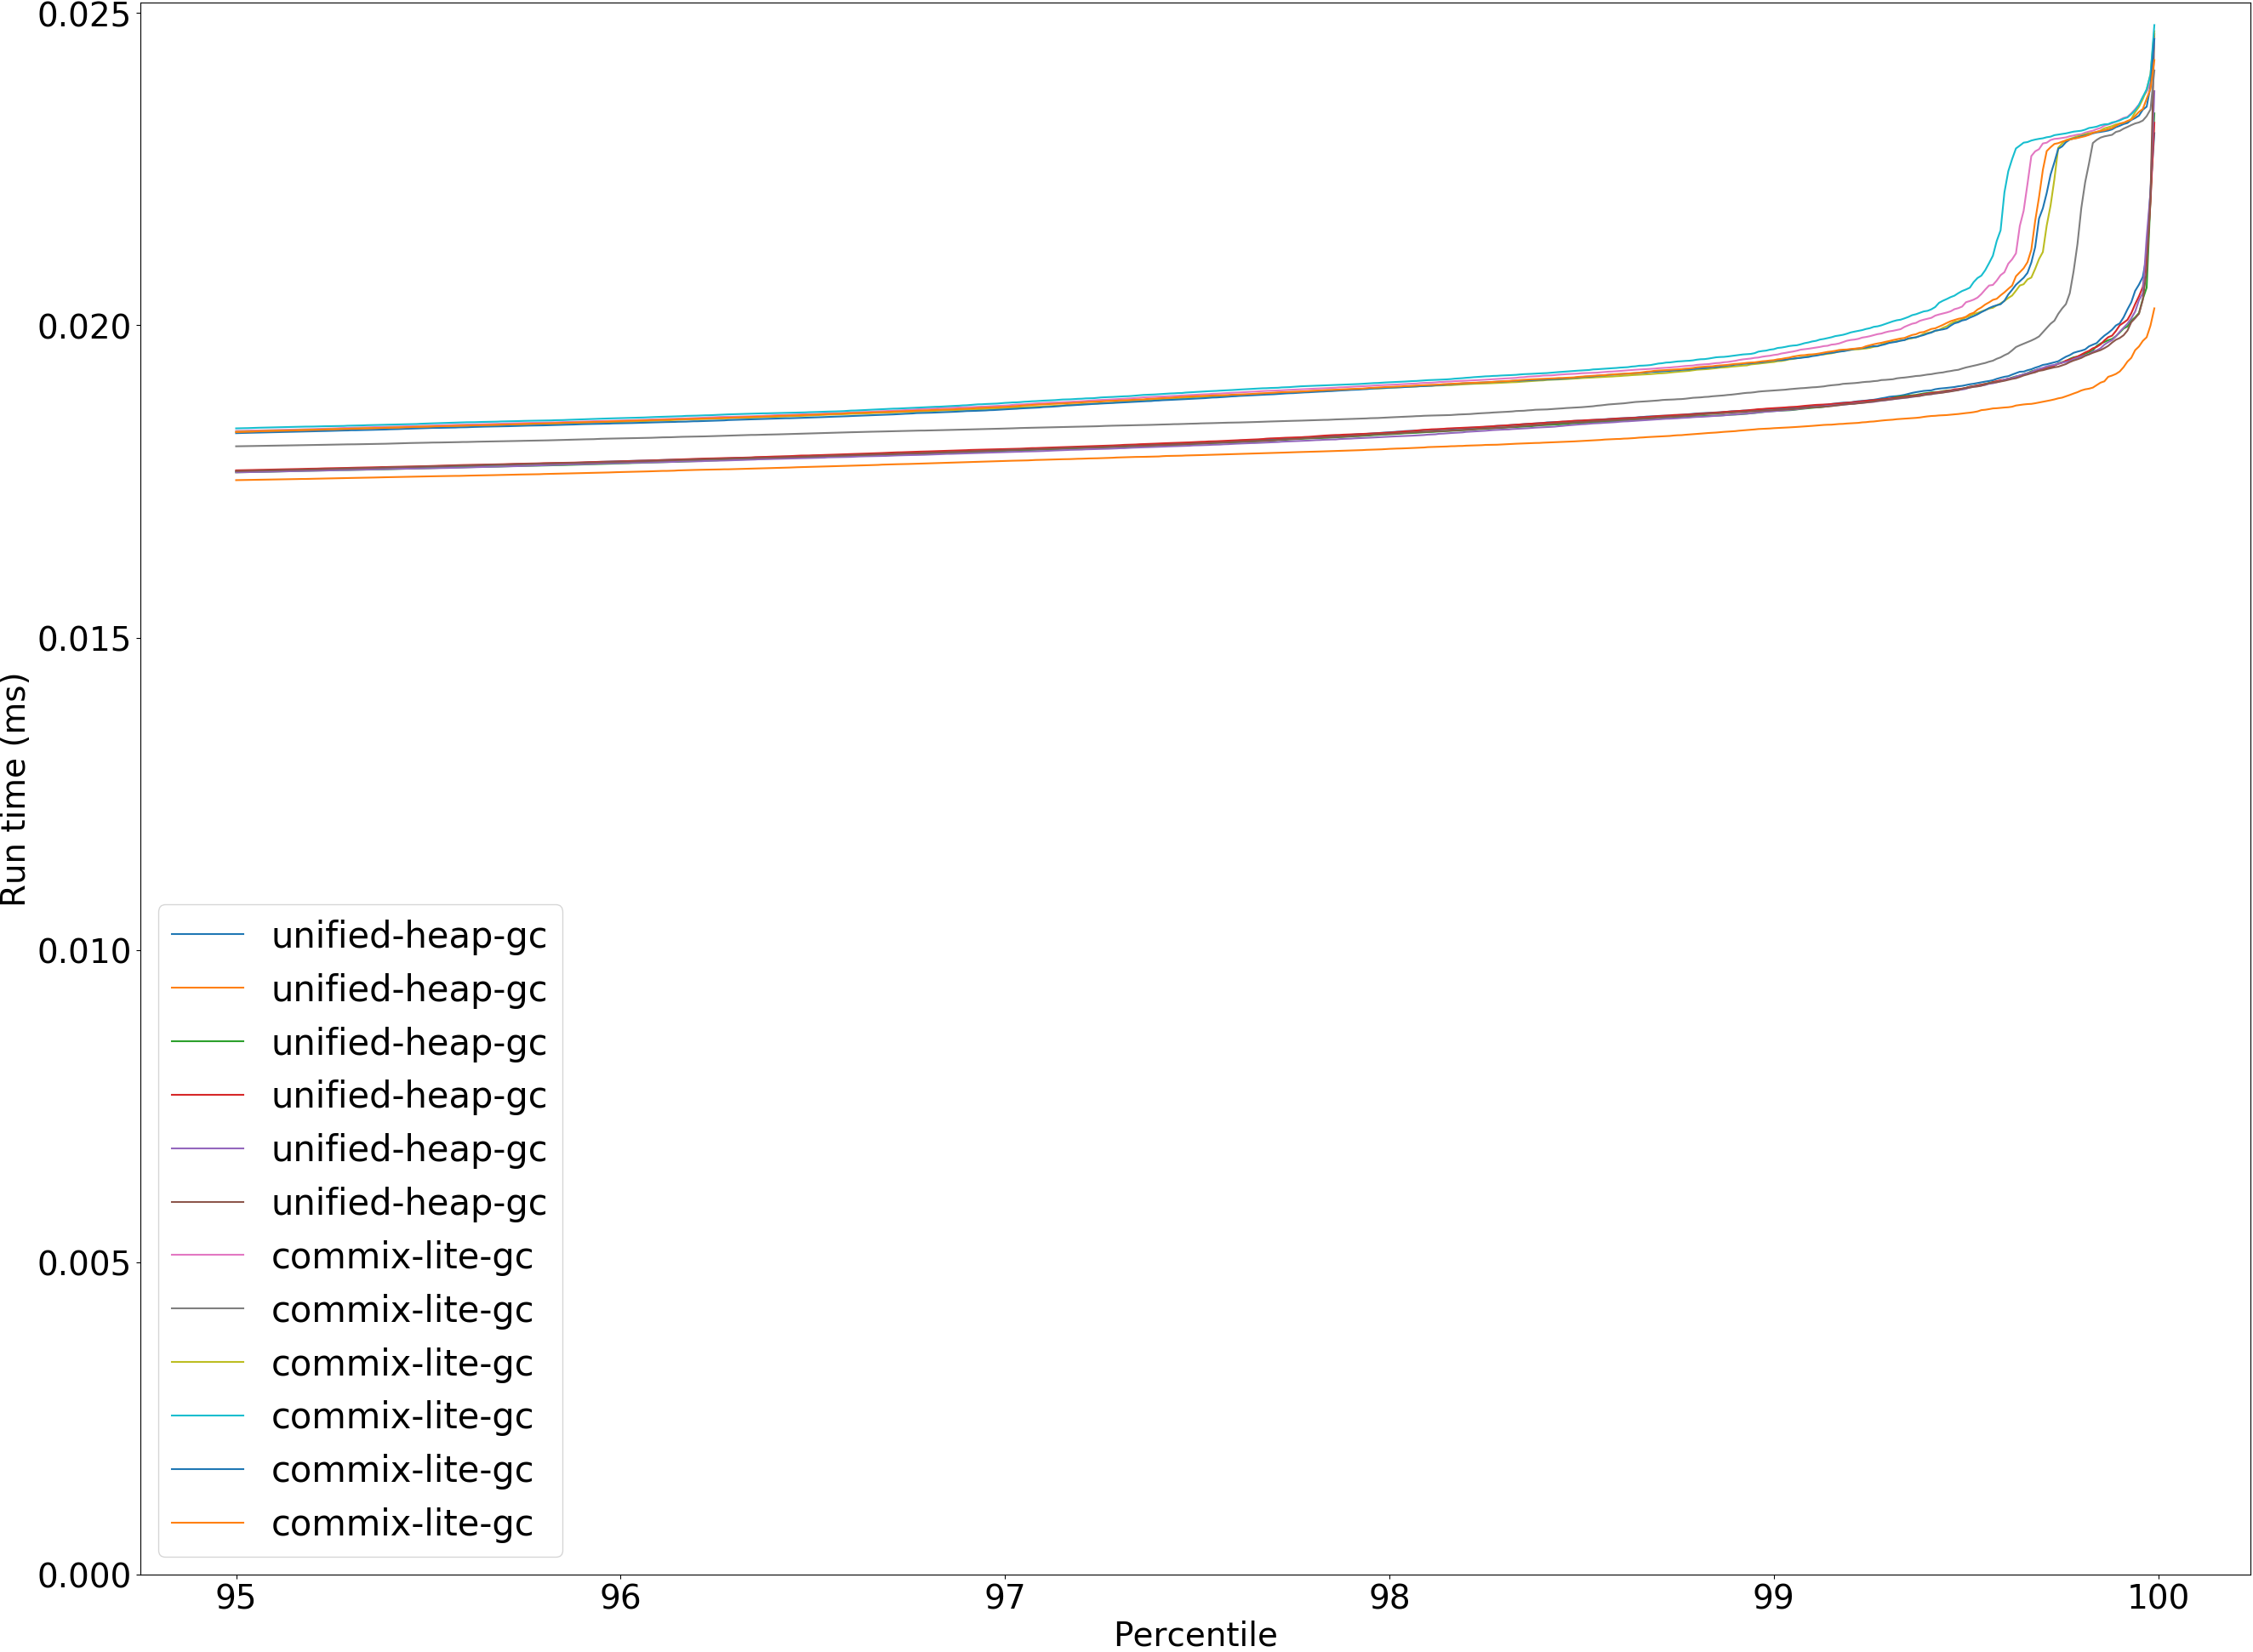 0.025
0.020
0.015
0.010
0.005
0.000
Run time (ms)
unified-heap-gc
unified-heap-gc
unified-heap-gc
unified-heap-gc
unified-heap-gc
unified-heap-gc
commix-lite-gc
commix-lite-gc
commix-lite-gc
commix-lite-gc
commix-lite-gc
commix-lite-gc
95 96 97 98 99 100
Percentile